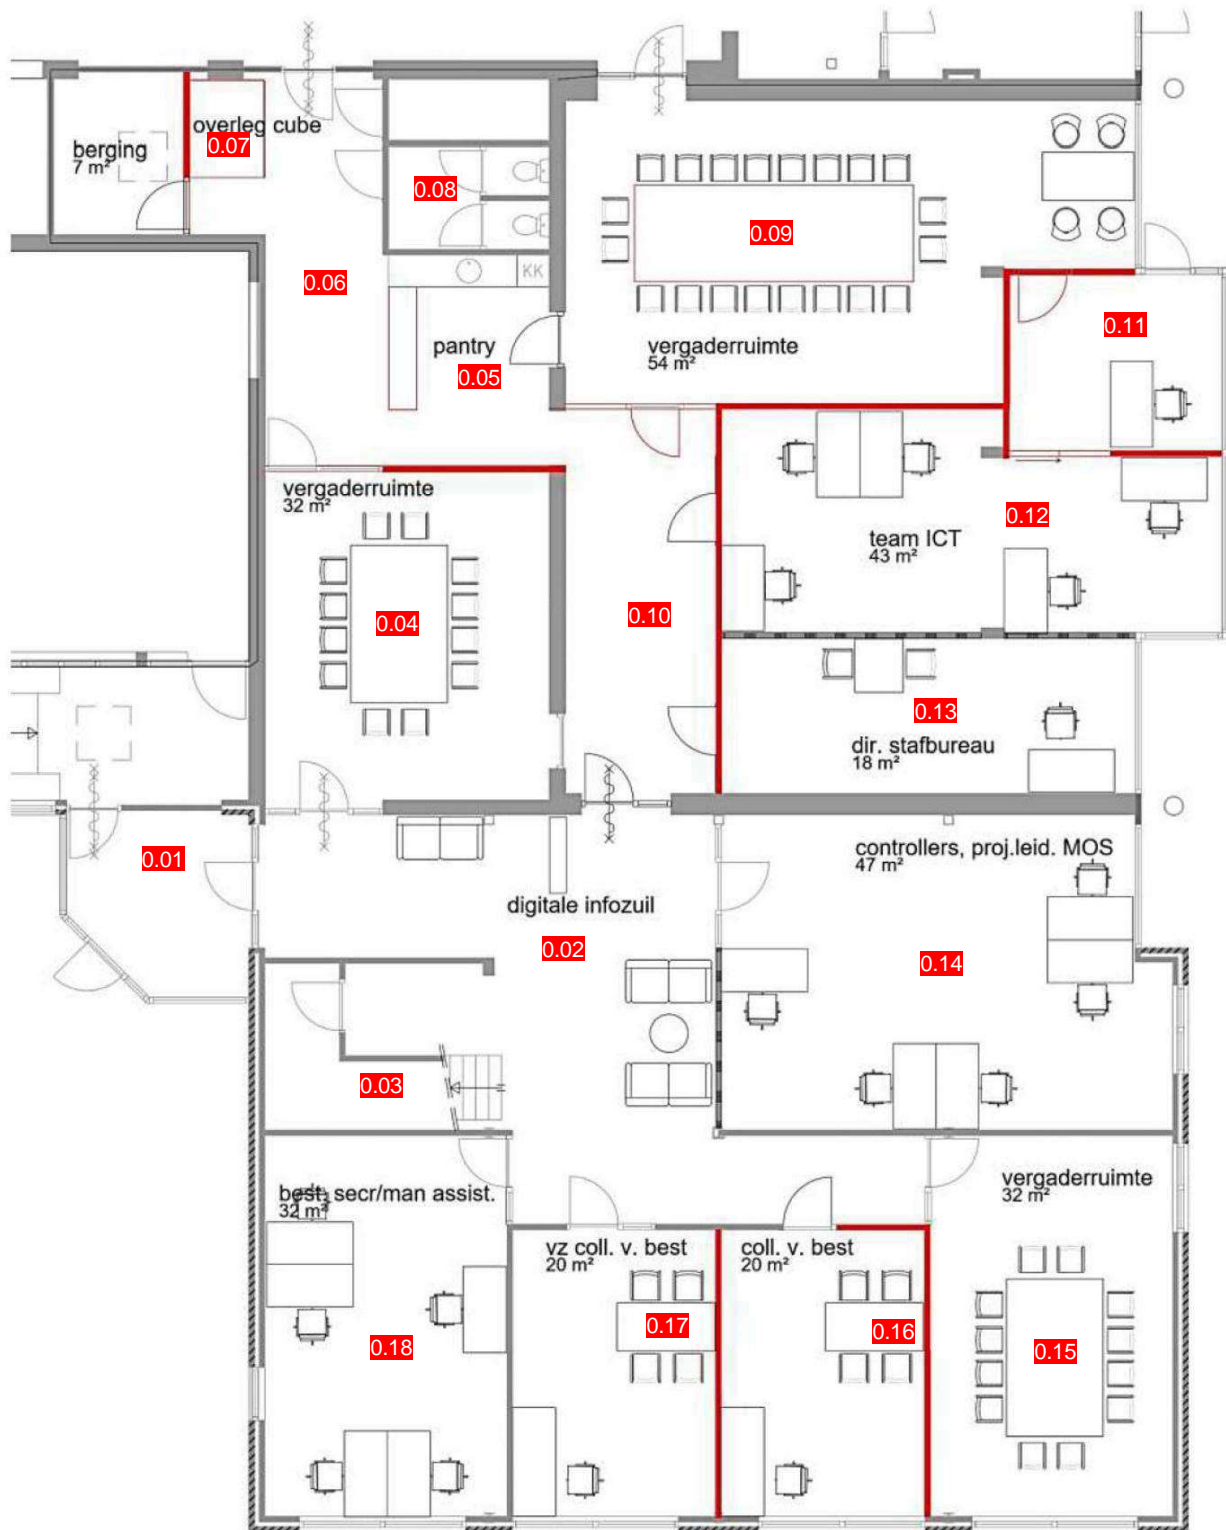 overleg cube
0.07
berging
7 m²
0.08
KK
0.09
0.06
pantry
0.05
vergaderruimte
54 m²
0.11
vergaderruimte
32 m²
0.04
0.10
team ICT
43 m²
0.12
0.13
dir. stafbureau
18 m²
0.01
digitale infozuil
0.02
controllers, proj.leid. MOS
47 m²
0.14
0.03
best. secr/man assist.
32 m²
0.18
vz coll. v. best
20 m²
0.17
coll. v. best
20 m²
0.16
vergaderruimte
32 m²
0.15